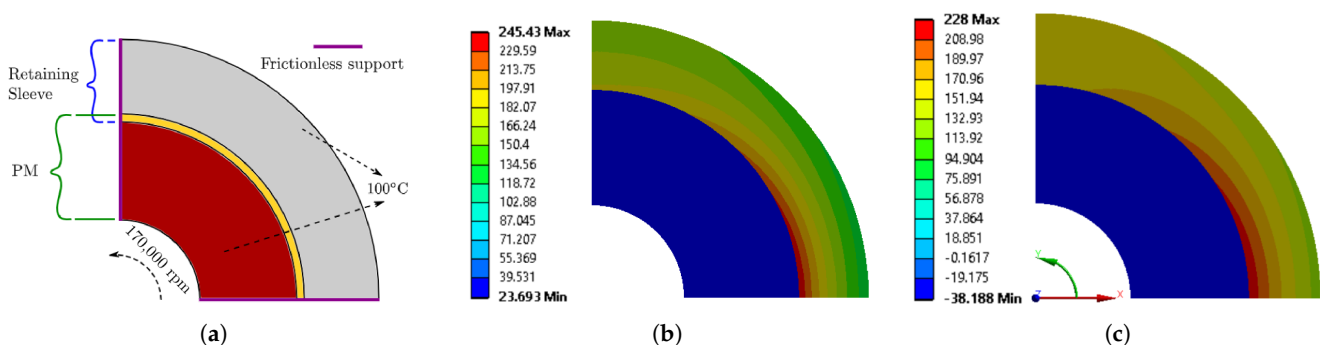 Retaining
Sleeve
PM
Frictionless support
100°C
170,000 rpm
(a)
245.43 Max
229.59
213.75
197.91
182.07
166.24
150.4
134.56
118.72
102.88
87.045
71.207
55.369
39.531
23.693 Min
(b)
228 Max
208.98
189.97
170.96
151.94
132.93
113.92
94.904
75.891
56.878
37.864
18.851
-0.1617
-19.175
-38.188 Min
Y
Z
X
(c)